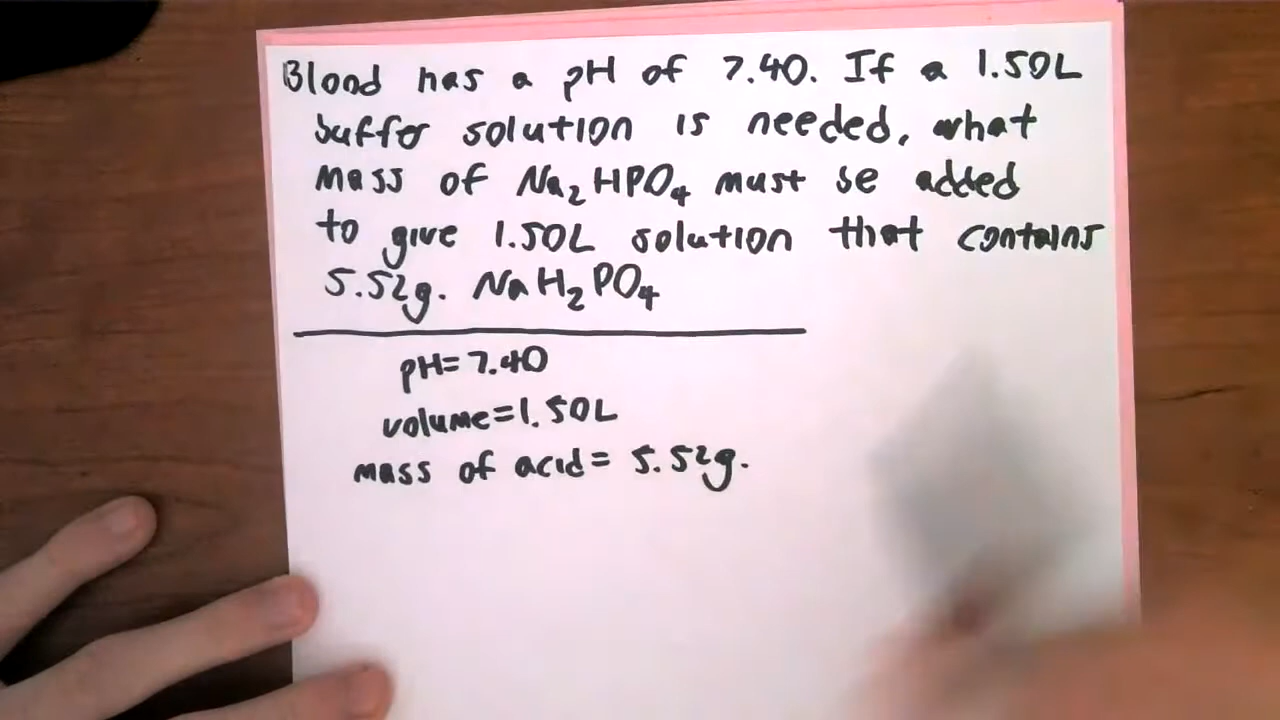 Blood has a pH of 7.40. If a 1.50L
buffer solution is needed, what
mass of Na₂HPO₄ must be added
to give 1.50L solution that contains
5.52g. NaH₂PO₄
pH=7.40
volume=1.50L
mass of acid= 5.52g.